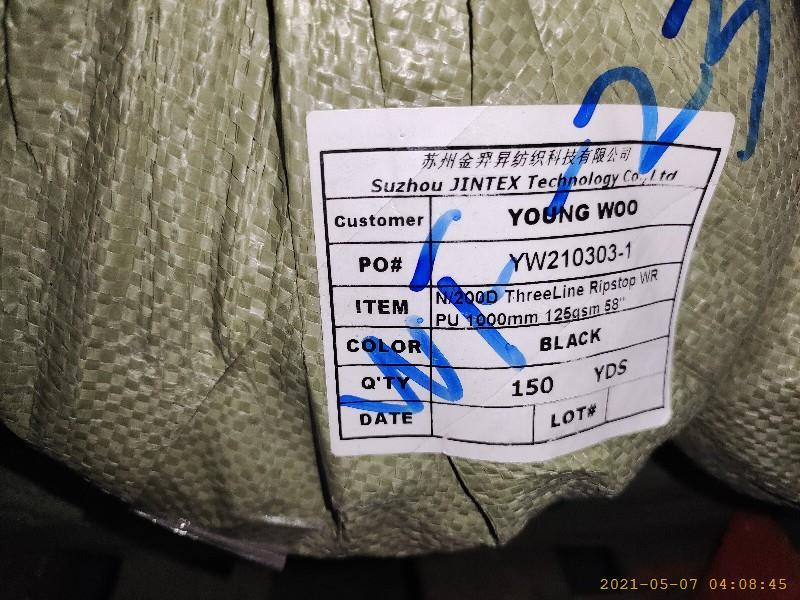 苏州金羿昇纺织科技有限公司
Suzhou JINTEX Technology Co., Ltd
Customer YOUNG WOO
PO# YW210303-1
ITEM N/200D ThreeLine Ripstop WR
PU 1000mm 125gsm 58"
COLOR BLACK
Q'TY 150 YDS
DATE LOT#
2021-05-07 04:08:45